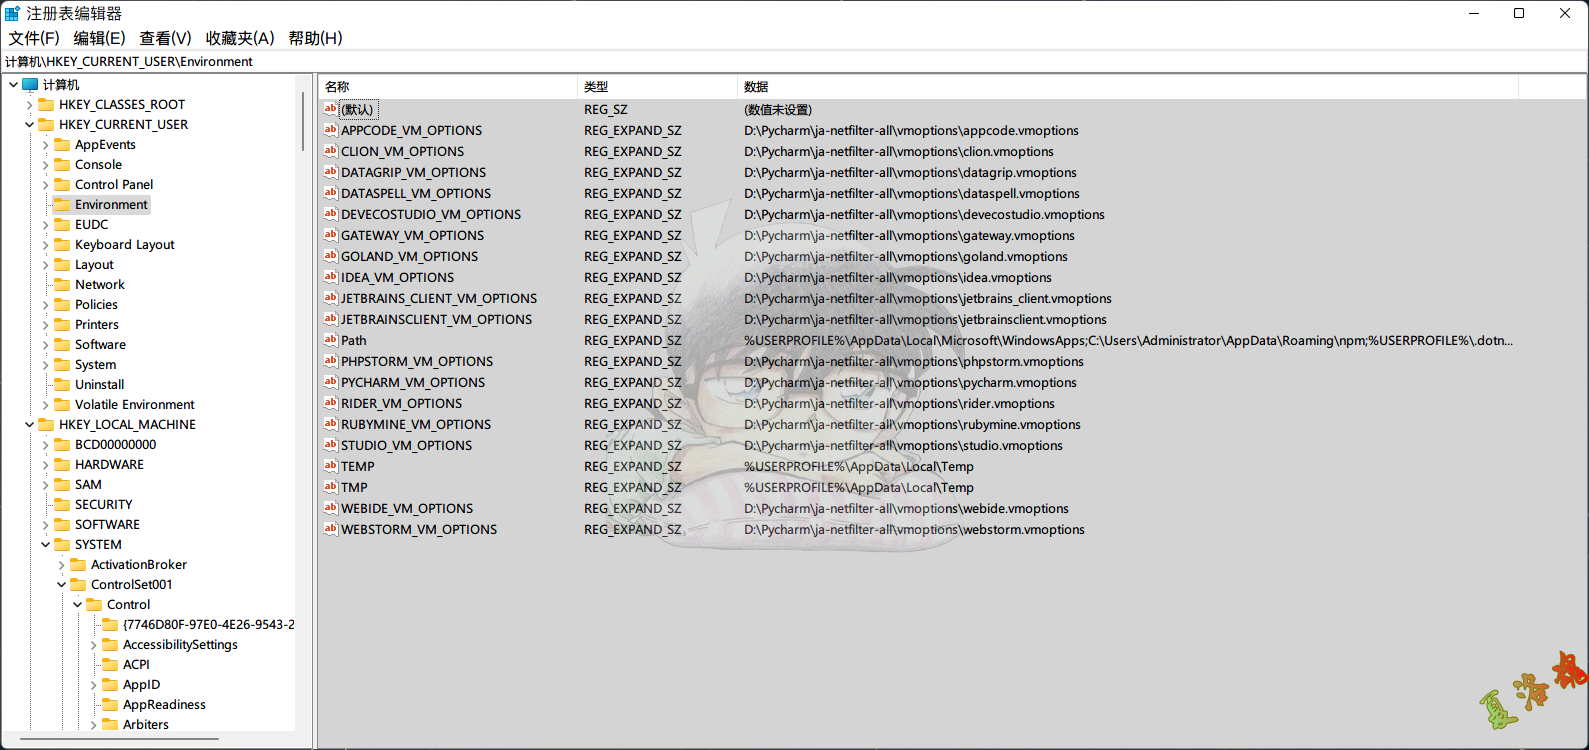 注册表编辑器
文件(F) 编辑(E) 查看(V) 收藏夹(A) 帮助(H)
计算机\HKEY_CURRENT_USER\Environment
计算机
HKEY_CLASSES_ROOT
HKEY_CURRENT_USER
AppEvents
Console
Control Panel
Environment
EUDC
Keyboard Layout
Layout
Network
Policies
Printers
Software
System
Uninstall
Volatile Environment
HKEY_LOCAL_MACHINE
BCD00000000
HARDWARE
SAM
SECURITY
SOFTWARE
SYSTEM
ActivationBroker
ControlSet001
Control
{7746D80F-97E0-4E26-9543-2
AccessibilitySettings
ACPI
AppID
AppReadiness
Arbiters
名称 类型 数据
(默认) REG_SZ (数值未设置)
APPCODE_VM_OPTIONS REG_EXPAND_SZ D:\Pycharm\ja-netfilter-all\vmoptions\appcode.vmoptions
CLION_VM_OPTIONS REG_EXPAND_SZ D:\Pycharm\ja-netfilter-all\vmoptions\clion.vmoptions
DATAGRIP_VM_OPTIONS REG_EXPAND_SZ D:\Pycharm\ja-netfilter-all\vmoptions\datagrip.vmoptions
DATASPELL_VM_OPTIONS REG_EXPAND_SZ D:\Pycharm\ja-netfilter-all\vmoptions\dataspell.vmoptions
DEVECOSTUDIO_VM_OPTIONS REG_EXPAND_SZ D:\Pycharm\ja-netfilter-all\vmoptions\devecostudio.vmoptions
GATEWAY_VM_OPTIONS REG_EXPAND_SZ D:\Pycharm\ja-netfilter-all\vmoptions\gateway.vmoptions
GOLAND_VM_OPTIONS REG_EXPAND_SZ D:\Pycharm\ja-netfilter-all\vmoptions\goland.vmoptions
IDEA_VM_OPTIONS REG_EXPAND_SZ D:\Pycharm\ja-netfilter-all\vmoptions\idea.vmoptions
JETBRAINS_CLIENT_VM_OPTIONS REG_EXPAND_SZ D:\Pycharm\ja-netfilter-all\vmoptions\jetbrains_client.vmoptions
JETBRAINSCLIENT_VM_OPTIONS REG_EXPAND_SZ D:\Pycharm\ja-netfilter-all\vmoptions\jetbrainsclient.vmoptions
Path REG_EXPAND_SZ %USERPROFILE%\AppData\Local\Microsoft\WindowsApps;C:\Users\Administrator\AppData\Roaming\npm;%USERPROFILE%\.dotn...
PHPSTORM_VM_OPTIONS REG_EXPAND_SZ D:\Pycharm\ja-netfilter-all\vmoptions\phpstorm.vmoptions
PYCHARM_VM_OPTIONS REG_EXPAND_SZ D:\Pycharm\ja-netfilter-all\vmoptions\pycharm.vmoptions
RIDER_VM_OPTIONS REG_EXPAND_SZ D:\Pycharm\ja-netfilter-all\vmoptions\rider.vmoptions
RUBYMINE_VM_OPTIONS REG_EXPAND_SZ D:\Pycharm\ja-netfilter-all\vmoptions\rubymine.vmoptions
STUDIO_VM_OPTIONS REG_EXPAND_SZ D:\Pycharm\ja-netfilter-all\vmoptions\studio.vmoptions
TEMP REG_EXPAND_SZ %USERPROFILE%\AppData\Local\Temp
TMP REG_EXPAND_SZ %USERPROFILE%\AppData\Local\Temp
WEBIDE_VM_OPTIONS REG_EXPAND_SZ D:\Pycharm\ja-netfilter-all\vmoptions\webide.vmoptions
WEBSTORM_VM_OPTIONS REG_EXPAND_SZ D:\Pycharm\ja-netfilter-all\vmoptions\webstorm.vmoptions
夏洛